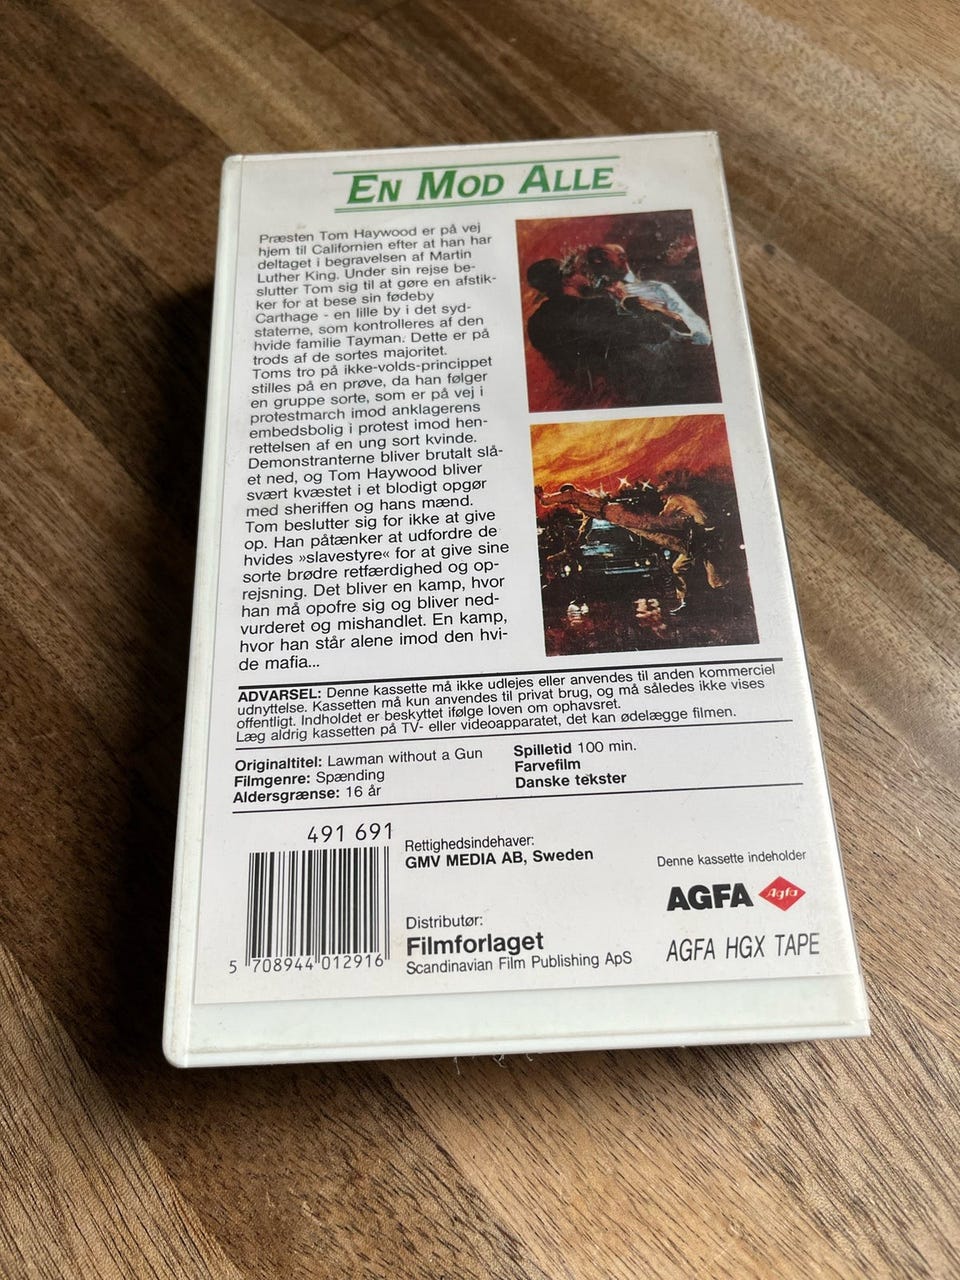 EN MOD ALLE
Præsten Tom Haywood er på vej
hjem til Californien efter at han har
deltaget i begravelsen af Martin
Luther King. Under sin rejse be-
slutter Tom sig til at gøre en afstik-
ker for at bese sin fødeby
Carthage - en lille by i det syd-
staterne, som kontrolleres af den
hvide familie Tayman. Dette er på
trods af de sortes majoritet.
Toms tro på ikke-volds-princippet
stilles på en prøve, da han følger
en gruppe sorte, som er på vej i
protestmarch imod anklagerens
embedsbolig i protest imod hen-
rettelsen af en ung sort kvinde.
Demonstranterne bliver brutalt slå-
et ned, og Tom Haywood bliver
svært kvæstet i et blodigt opgør
med sheriffen og hans mænd.
Tom beslutter sig for ikke at give
op. Han påtænker at udfordre de
hvides »slavestyre« for at give sine
sorte brødre retfærdighed og op-
rejsning. Det bliver en kamp, hvor
han må opofre sig og bliver ned-
vurderet og mishandlet. En kamp,
hvor han står alene imod den hvi-
de mafia...
ADVARSEL: Denne kassette må ikke udlejes eller anvendes til anden kommerciel
udnyttelse. Kassetten må kun anvendes til privat brug, og må således ikke vises
offentligt. Indholdet er beskyttet ifølge loven om ophavsret.
Læg aldrig kassetten på TV- eller videoapparatet, det kan ødelægge filmen.
Originaltitel: Lawman without a Gun
Filmgenre: Spænding
Aldersgrænse: 16 år
Spilletid 100 min.
Farvefilm
Danske tekster
491 691
5 708944 012916
Rettighedsindehaver:
GMV MEDIA AB, Sweden
Distributør:
Filmforlaget
Scandinavian Film Publishing ApS
Denne kassette indeholder
AGFA Agfa
AGFA HGX TAPE